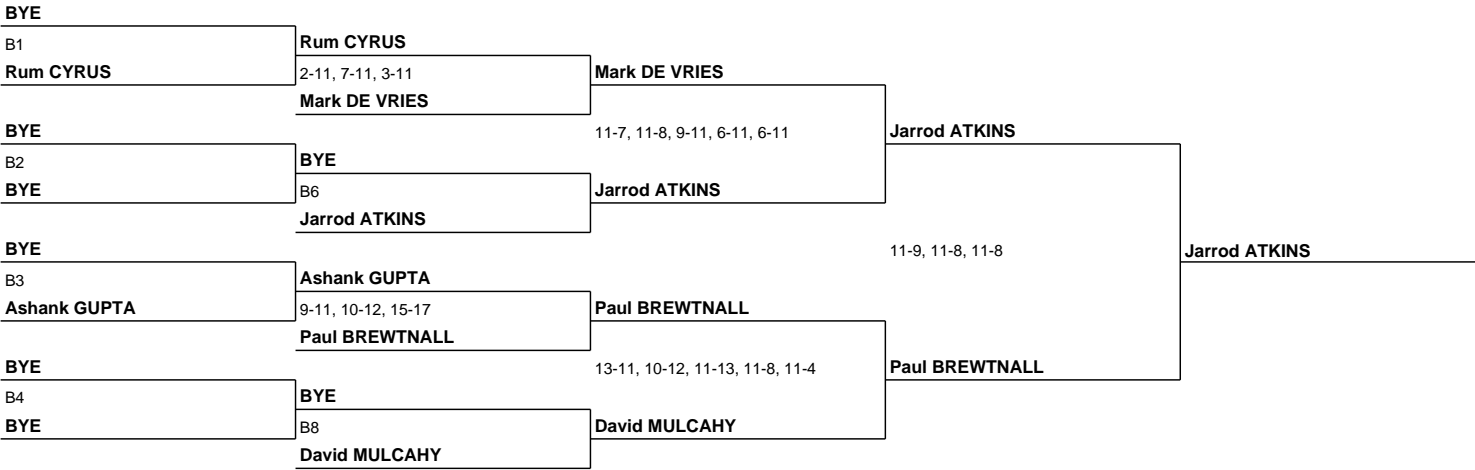 BYE
B1
Rum CYRUS
BYE
B2
BYE
BYE
B3
Ashank GUPTA
BYE
B4
BYE
Rum CYRUS
2-11, 7-11, 3-11
Mark DE VRIES
BYE
B6
Jarrod ATKINS
Ashank GUPTA
9-11, 10-12, 15-17
Paul BREWTNALL
BYE
B8
David MULCAHY
Mark DE VRIES
11-7, 11-8, 9-11, 6-11, 6-11
Jarrod ATKINS
Paul BREWTNALL
13-11, 10-12, 11-13, 11-8, 11-4
David MULCAHY
Jarrod ATKINS
11-9, 11-8, 11-8
Paul BREWTNALL
Jarrod ATKINS